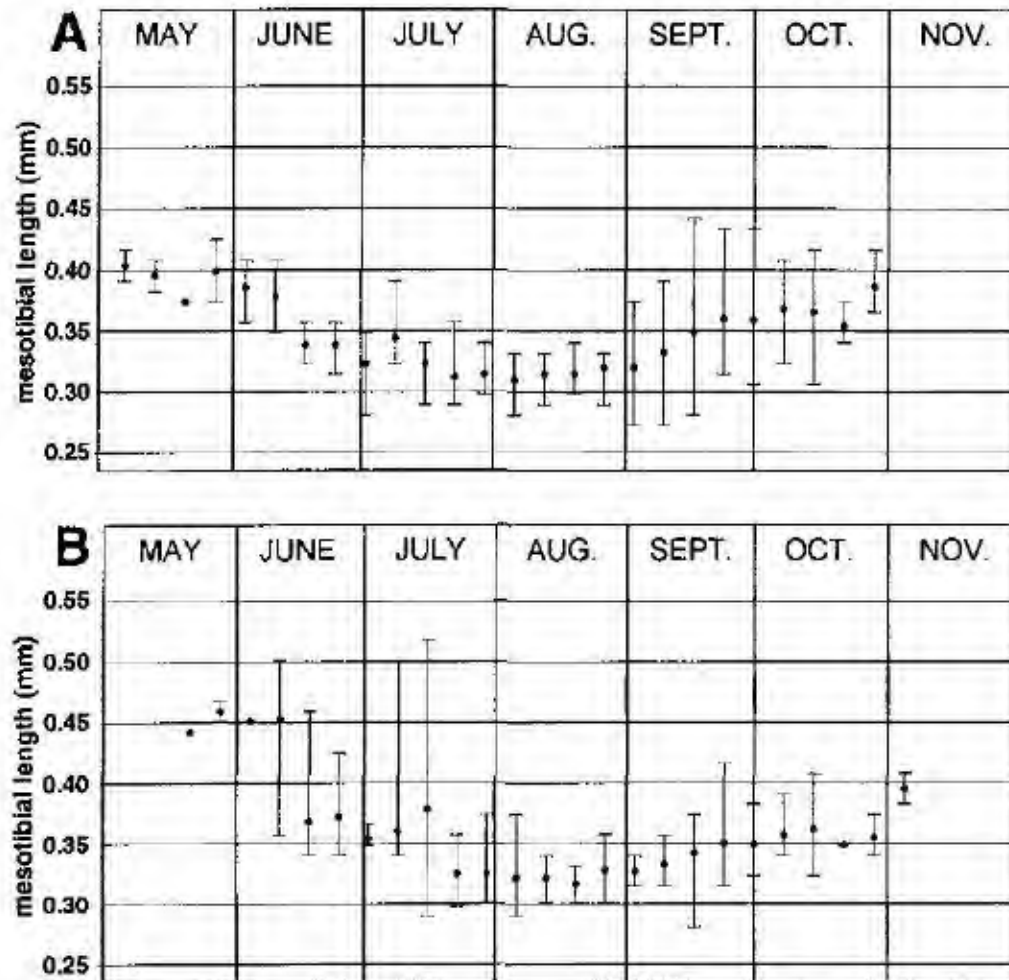 A
MAY JUNE JULY AUG. SEPT. OCT. NOV.
mesotibial length (mm)
0.55
0.50
0.45
0.40
0.35
0.30
0.25
B
MAY JUNE JULY AUG. SEPT. OCT. NOV.
mesotibial length (mm)
0.55
0.50
0.45
0.40
0.35
0.30
0.25